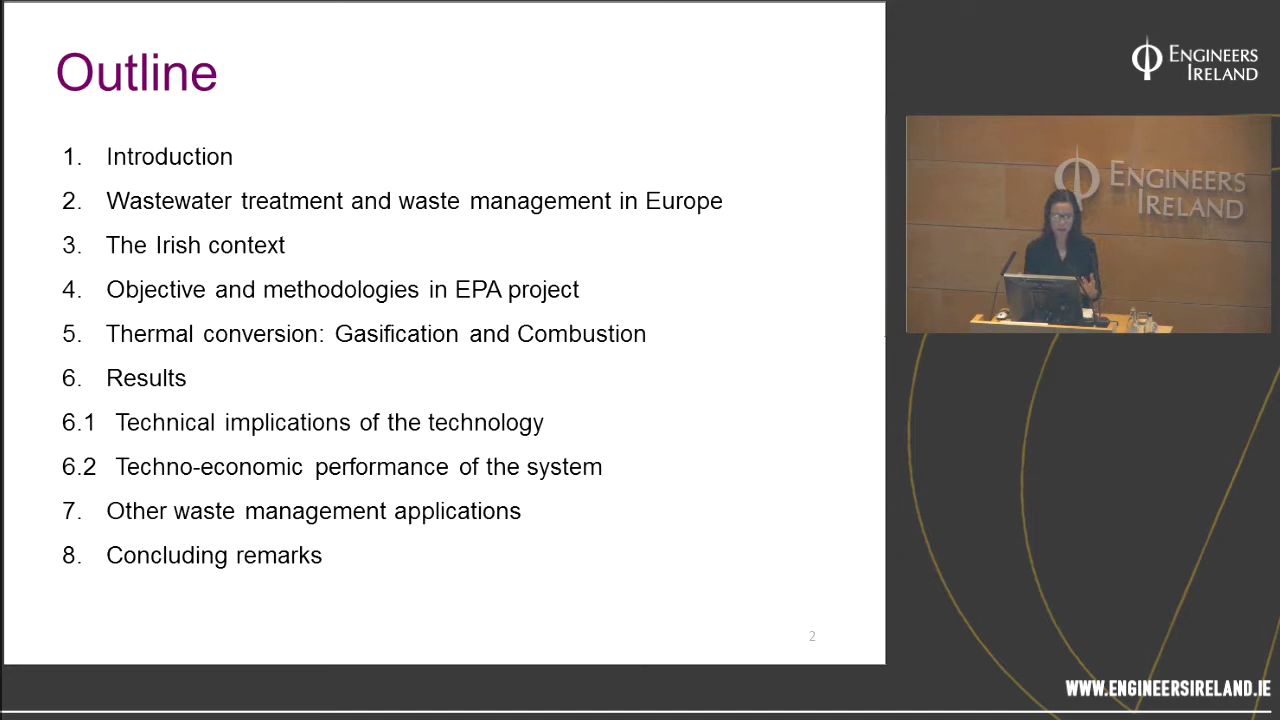 Outline
1. Introduction
2. Wastewater treatment and waste management in Europe
3. The Irish context
4. Objective and methodologies in EPA project
5. Thermal conversion: Gasification and Combustion
6. Results
6.1 Technical implications of the technology
6.2 Techno-economic performance of the system
7. Other waste management applications
8. Concluding remarks
2
ENGINEERS
IRELAND
ENGINEERS
IRELAND
WWW.ENGINEERSIRELAND.IE